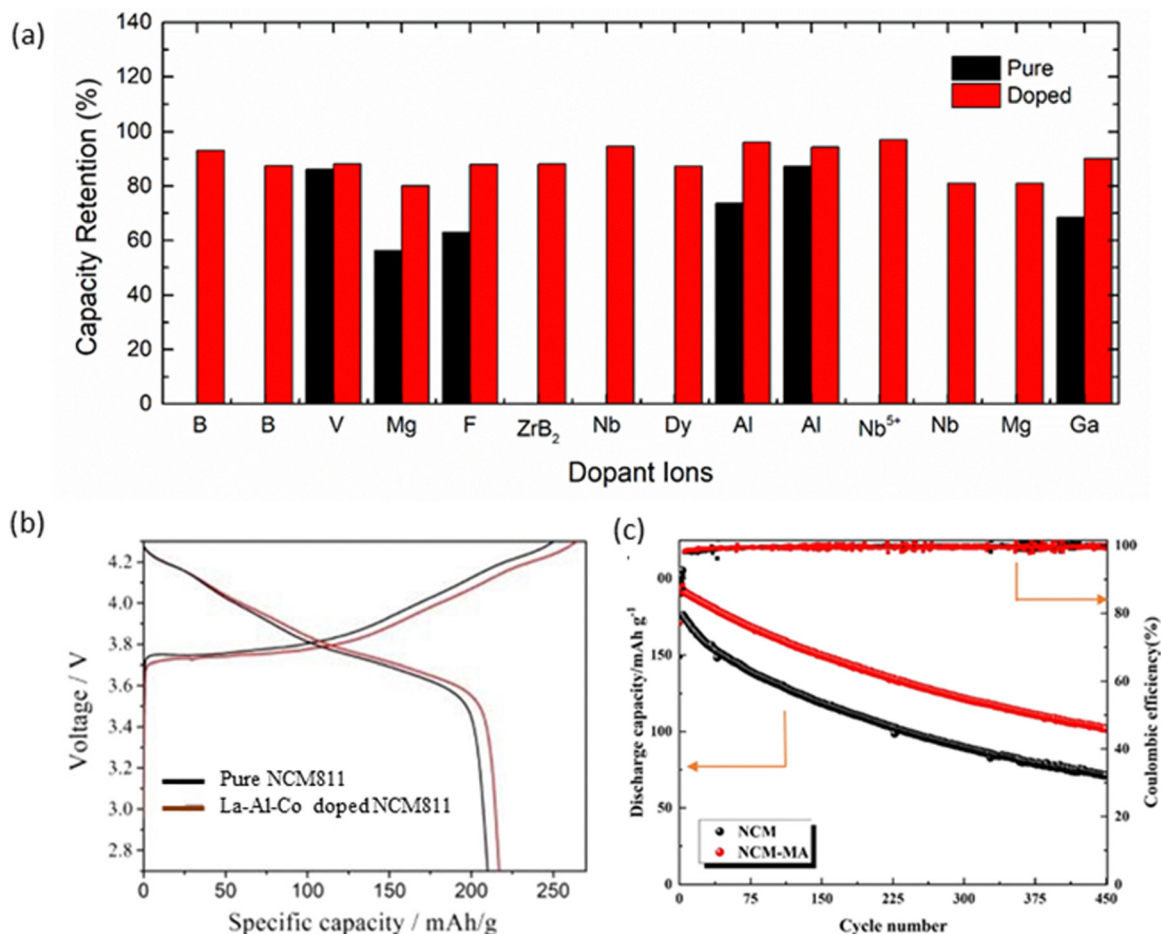 (a)
Capacity Retention (%)
140
120
100
80
60
40
20
0
Pure
Doped
B B V Mg F ZrB₂ Nb Dy Al Al Nb⁵⁺ Nb Mg Ga
Dopant Ions
(b)
Voltage / V
4.2
4.0
3.8
3.6
3.4
3.2
3.0
2.8
Pure NCM811
La-Al-Co doped NCM811
0 50 100 150 200 250
Specific capacity / mAh/g
(c)
Discharge capacity/mAh g⁻¹
00
150
100
50
0
NCM
NCM-MA
100
80
60
40
20
0
Coulombic efficiency(%)
0 75 150 225 300 375 450
Cycle number